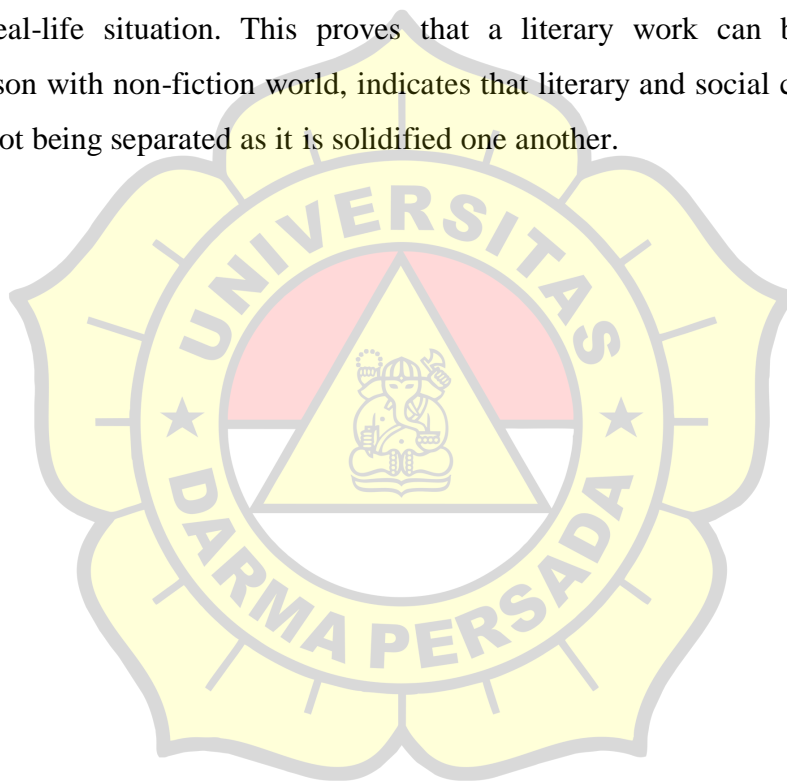 eal-life situation. This proves that a literary work can b
son with non-fiction world, indicates that literary and social c
ot being separated as it is solidified one another.
UNIVERSITAS
DARMA PERSADA